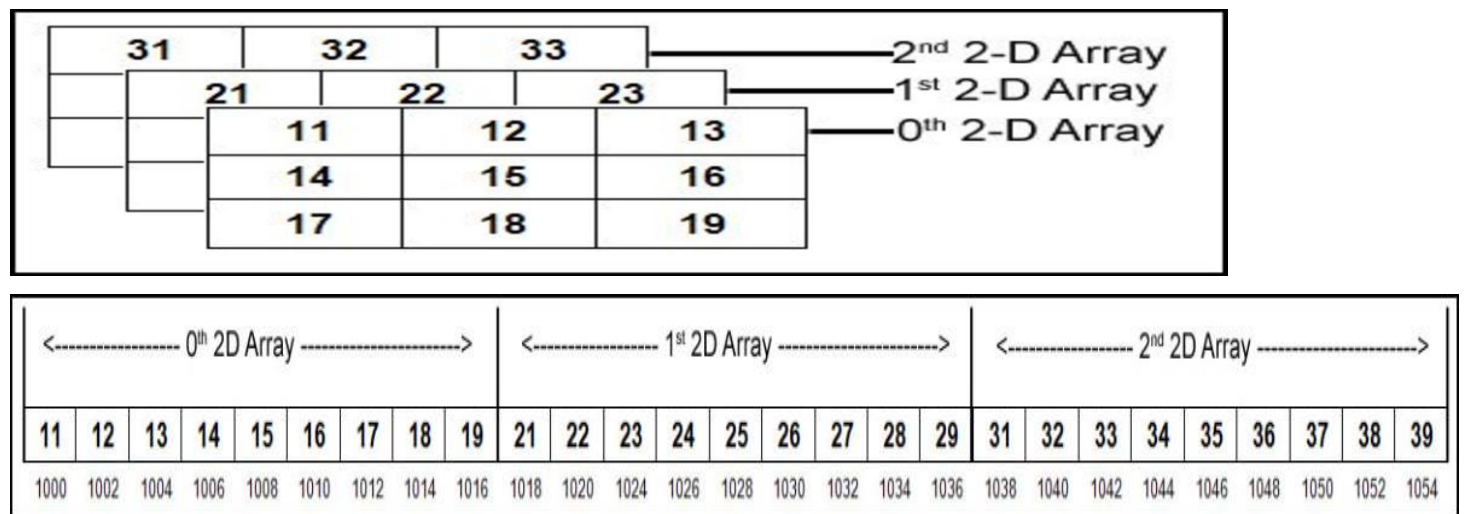 31 32 33 2nd 2-D Array
21 22 23 1st 2-D Array
11 12 13 0th 2-D Array
14 15 16
17 18 19
<-------------------- 0th 2D Array ------------------------> <-------------------- 1st 2D Array ------------------------> <-------------------- 2nd 2D Array ------------------------>
11 12 13 14 15 16 17 18 19 21 22 23 24 25 26 27 28 29 31 32 33 34 35 36 37 38 39
1000 1002 1004 1006 1008 1010 1012 1014 1016 1018 1020 1024 1026 1028 1030 1032 1034 1036 1038 1040 1042 1044 1046 1048 1050 1052 1054